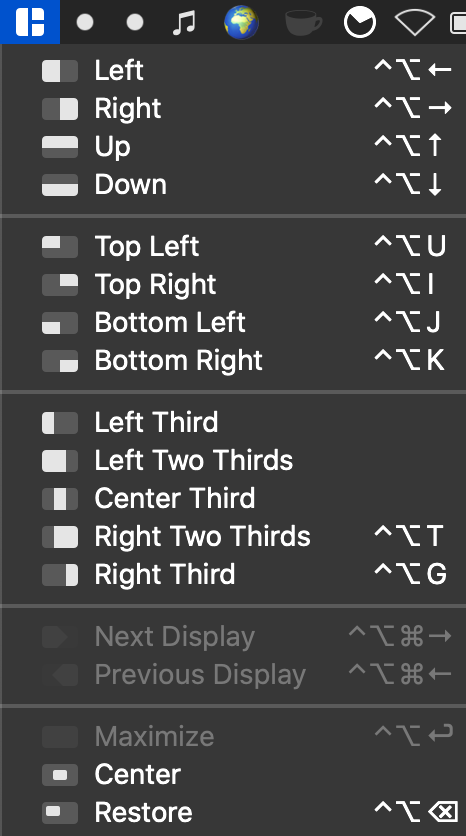 Left ^⌥←
Right ^⌥→
Up ^⌥↑
Down ^⌥↓
Top Left ^⌥U
Top Right ^⌥I
Bottom Left ^⌥J
Bottom Right ^⌥K
Left Third
Left Two Thirds
Center Third
Right Two Thirds ^⌥T
Right Third ^⌥G
Next Display ^⌥⌘→
Previous Display ^⌥⌘←
Maximize ^⌥↩
Center
Restore ^⌥⌫